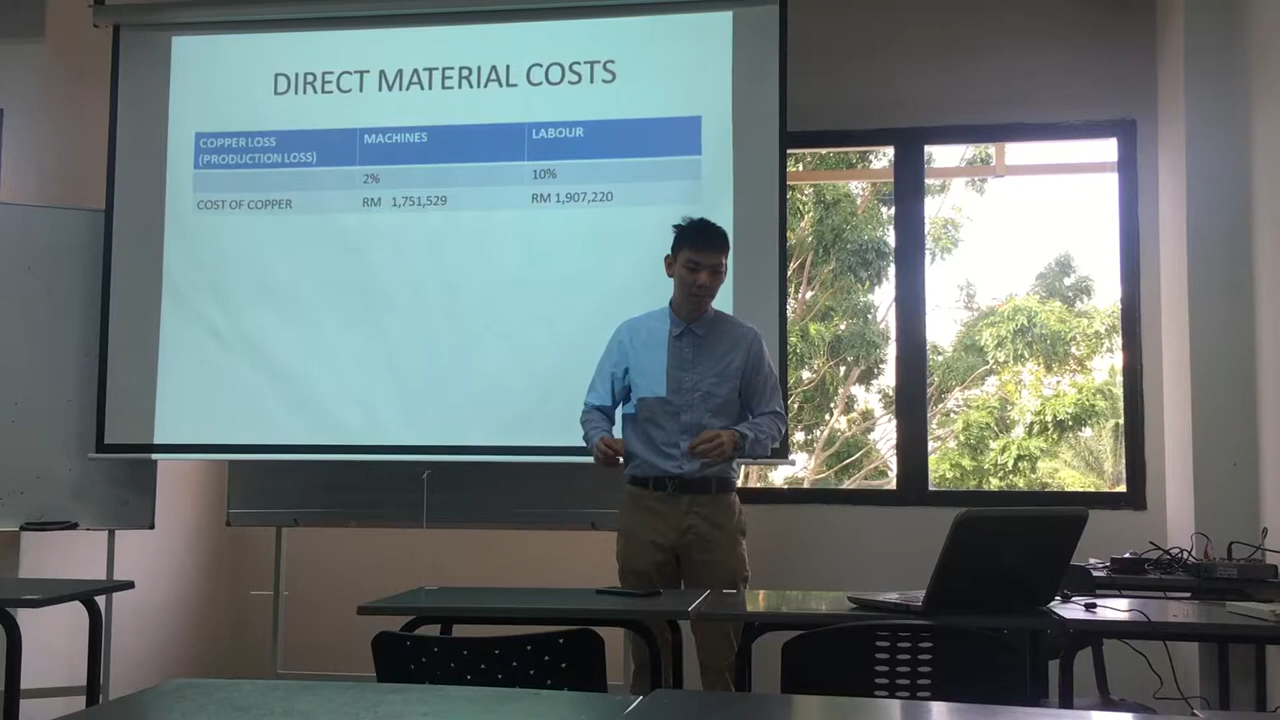 DIRECT MATERIAL COSTS
COPPER LOSS (PRODUCTION LOSS) MACHINES LABOUR
2% 10%
COST OF COPPER RM 1,751,529 RM 1,907,220